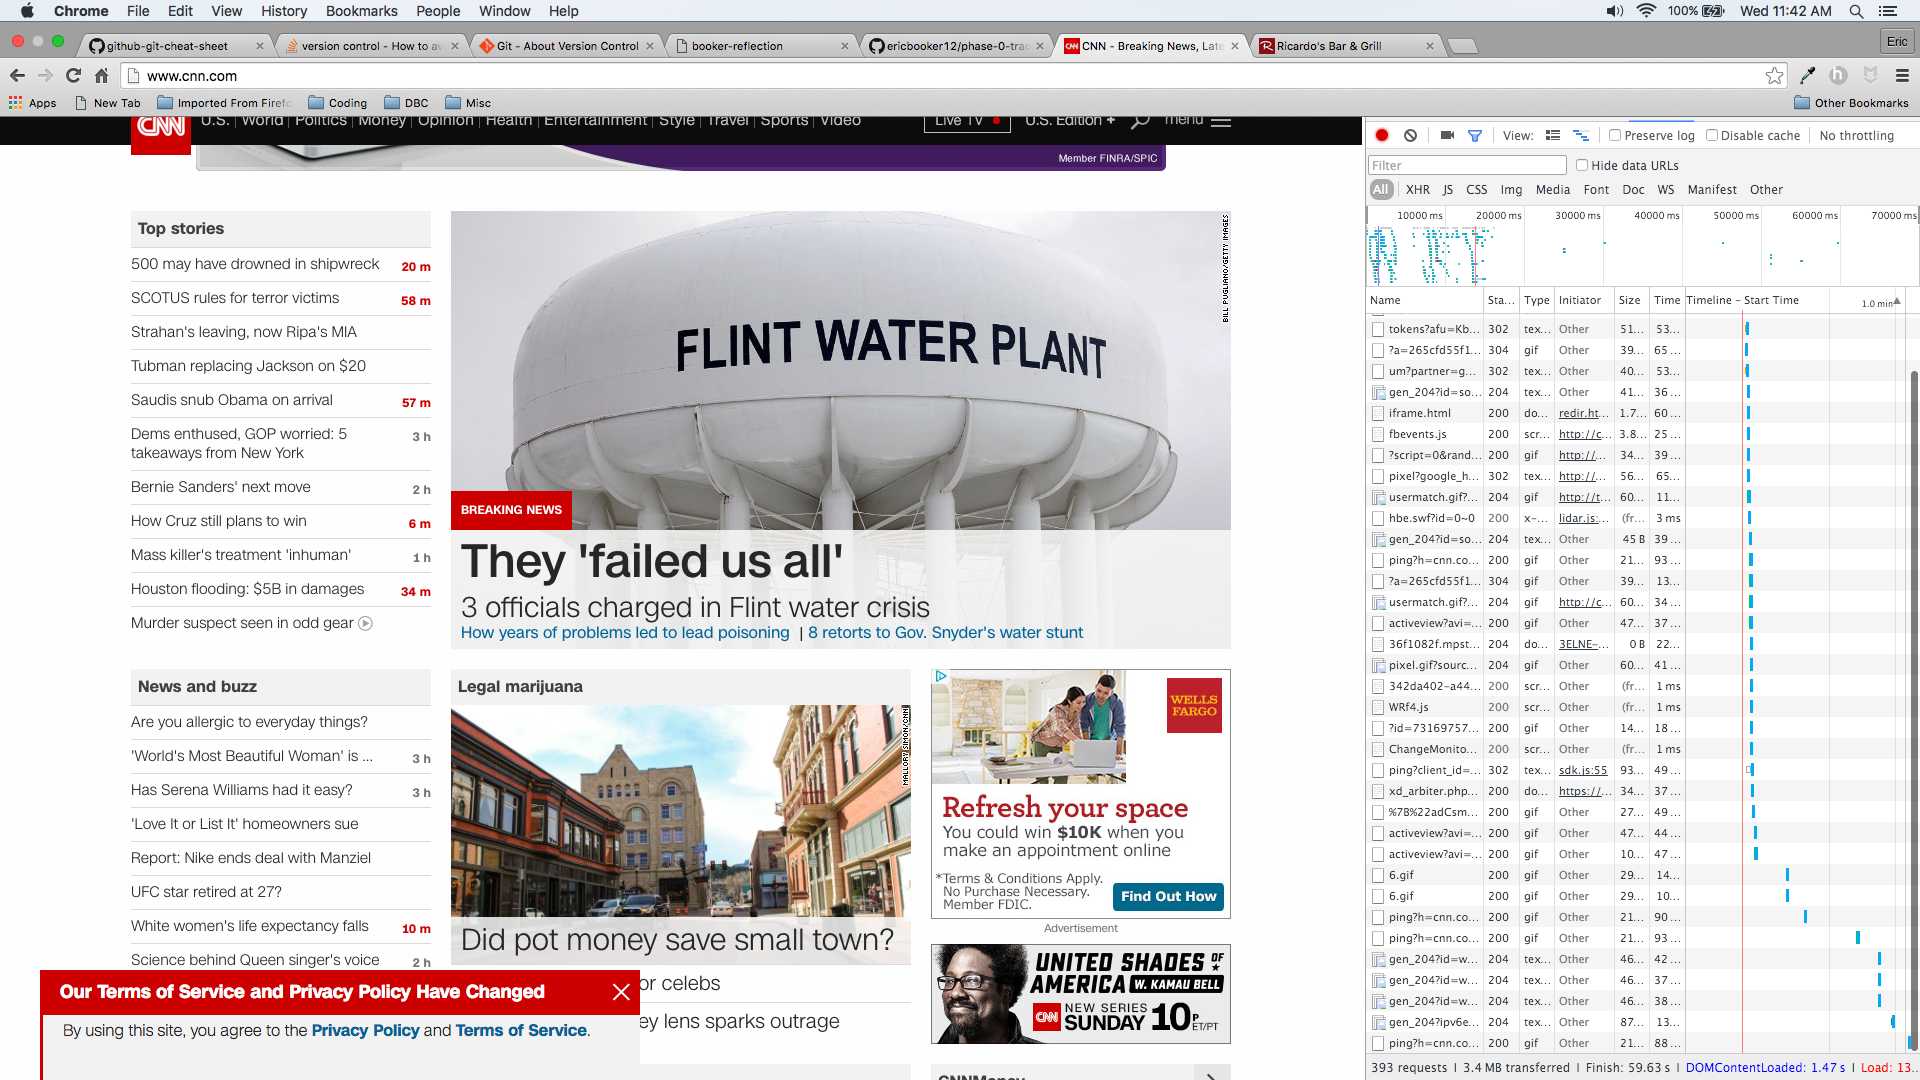 Chrome File Edit View History Bookmarks People Window Help 100% Wed 11:42 AM
github-git-cheat-sheet version control - How to av Git - About Version Control booker-reflection ericbooker12/phase-0-trac CNN - Breaking News, Late Ricardo's Bar & Grill Eric
www.cnn.com
Apps New Tab Imported From Firefo Coding DBC Misc Other Bookmarks
CNN U.S. World Politics Money Opinion Health Entertainment Style Travel Sports Video Live TV U.S. Edition + menu
Member FINRA/SPIC
Top stories
500 may have drowned in shipwreck 20 m
SCOTUS rules for terror victims 58 m
Strahan's leaving, now Ripa's MIA
Tubman replacing Jackson on $20
Saudis snub Obama on arrival 57 m
Dems enthused, GOP worried: 5 3 h
takeaways from New York
Bernie Sanders' next move 2 h
How Cruz still plans to win 6 m
Mass killer's treatment 'inhuman' 1 h
Houston flooding: $5B in damages 34 m
Murder suspect seen in odd gear
BILL PUGLIANO/GETTY IMAGES
FLINT WATER PLANT
BREAKING NEWS
They 'failed us all'
3 officials charged in Flint water crisis
How years of problems led to lead poisoning | 8 retorts to Gov. Snyder's water stunt
News and buzz
Are you allergic to everyday things?
'World's Most Beautiful Woman' is ... 3 h
Has Serena Williams had it easy? 3 h
'Love It or List It' homeowners sue
Report: Nike ends deal with Manziel
UFC star retired at 27?
White women's life expectancy falls 10 m
Science behind Queen singer's voice 2 h
Legal marijuana
MALLORY SIMON/CNN
Did pot money save small town?
or celebs
ey lens sparks outrage
WELLS
FARGO
Refresh your space
You could win $10K when you
make an appointment online
*Terms & Conditions Apply.
No Purchase Necessary.
Member FDIC.
Find Out How
Advertisement
UNITED SHADES OF
AMERICA W. KAMAU BELL
CNN NEW SERIES
SUNDAY 10P ET/PT
CNNMoney
Our Terms of Service and Privacy Policy Have Changed
By using this site, you agree to the Privacy Policy and Terms of Service.
View: Preserve log Disable cache No throttling
Filter Hide data URLs
All XHR JS CSS Img Media Font Doc WS Manifest Other
10000 ms 20000 ms 30000 ms 40000 ms 50000 ms 60000 ms 70000 ms
Name Sta... Type Initiator Size Time Timeline – Start Time 1.0 min
tokens?afu=Kb... 302 tex... Other 51... 53...
?a=265cfd55f1... 304 gif Other 39... 65 ...
um?partner=g... 302 tex... Other 40... 53...
gen_204?id=so... 204 tex... Other 41... 36 ...
iframe.html 200 do... redir.ht... 1.7... 60 ...
fbevents.js 200 scr... http://c... 3.8... 25 ...
?script=0&rand... 200 gif http://... 34... 39 ...
pixel?google_h... 302 tex... http://... 56... 65...
usermatch.gif?... 204 gif http://t... 60... 11...
hbe.swf?id=0~0 200 x-... lidar.js:... (fr... 3 ms
gen_204?id=so... 204 tex... Other 45 B 39 ...
ping?h=cnn.co... 200 gif Other 21... 93 ...
?a=265cfd55f1... 304 gif Other 39... 13...
usermatch.gif?... 204 gif http://c... 60... 34 ...
activeview?avi=... 200 gif Other 47... 37 ...
36f1082f.mpst... 204 do... 3ELNE-... 0 B 22...
pixel.gif?sourc... 204 gif Other 60... 41 ...
342da402-a44... 200 scr... Other (fr... 1 ms
WRf4.js 200 scr... Other (fr... 1 ms
?id=73169757... 200 gif Other 14... 18 ...
ChangeMonito... 200 scr... Other (fr... 1 ms
ping?client_id=... 302 tex... sdk.js:55 93... 49 ...
xd_arbiter.php... 200 do... https://... 34... 37 ...
%7B%22adCsm... 200 gif Other 27... 49 ...
activeview?avi=... 200 gif Other 47... 44 ...
activeview?avi=... 200 gif Other 10... 47 ...
6.gif 200 gif Other 29... 14...
6.gif 200 gif Other 29... 10...
ping?h=cnn.co... 200 gif Other 21... 90 ...
ping?h=cnn.co... 200 gif Other 21... 93 ...
gen_204?id=w... 204 tex... Other 46... 42 ...
gen_204?id=w... 204 tex... Other 46... 37 ...
gen_204?id=w... 204 tex... Other 46... 38 ...
gen_204?ipv6e... 204 tex... Other 87... 13...
ping?h=cnn.co... 200 gif Other 21... 88 ...
393 requests | 3.4 MB transferred | Finish: 59.63 s | DOMContentLoaded: 1.47 s | Load: 13...